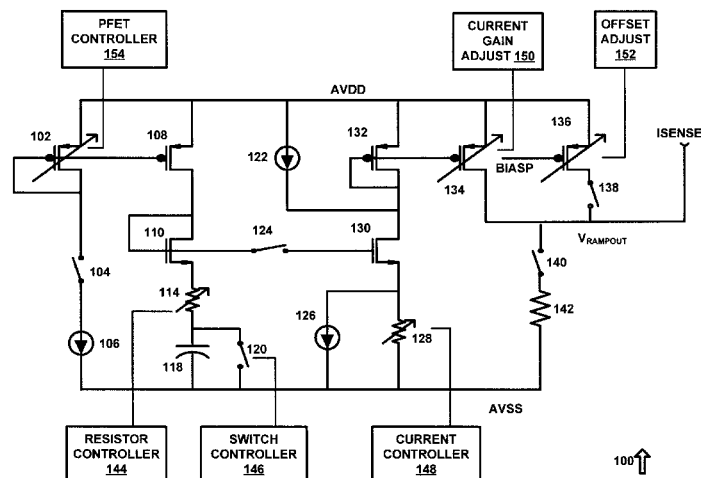 PFET
CONTROLLER
154
CURRENT
GAIN
ADJUST 150
OFFSET
ADJUST
152
AVDD
102
108
122
132
134
136
BIASP
ISENSE
138
VRAMPOUT
110
124
130
104
114
140
142
106
118
120
126
128
AVSS
RESISTOR
CONTROLLER
144
SWITCH
CONTROLLER
146
CURRENT
CONTROLLER
148
100